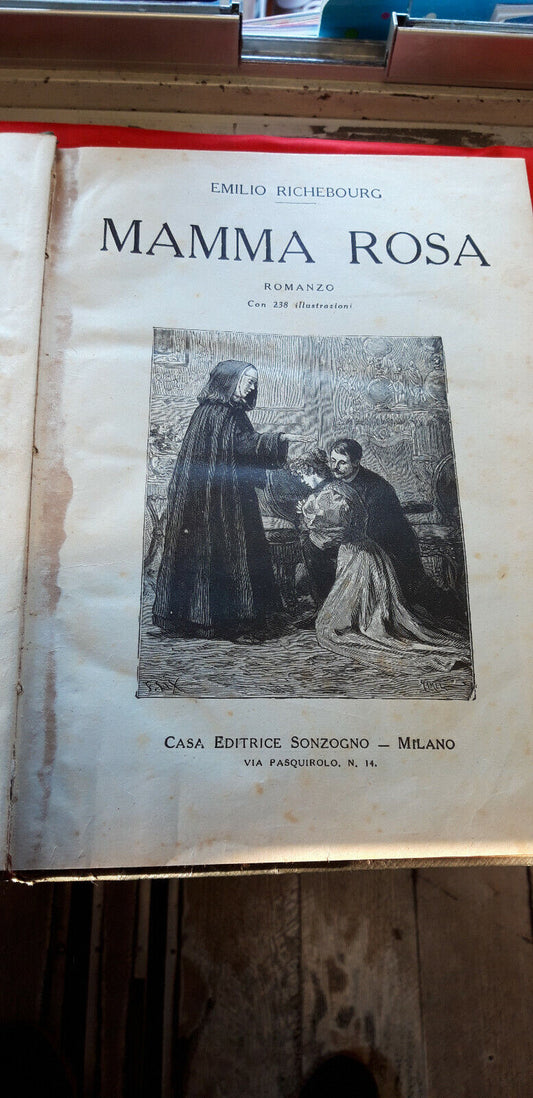 EMILIO RICHEBOURG
MAMMA ROSA
ROMANZO
Con 238 illustrazioni
CASA EDITRICE SONZOGNO — MILANO
VIA PASQUIROLO, N. 14.